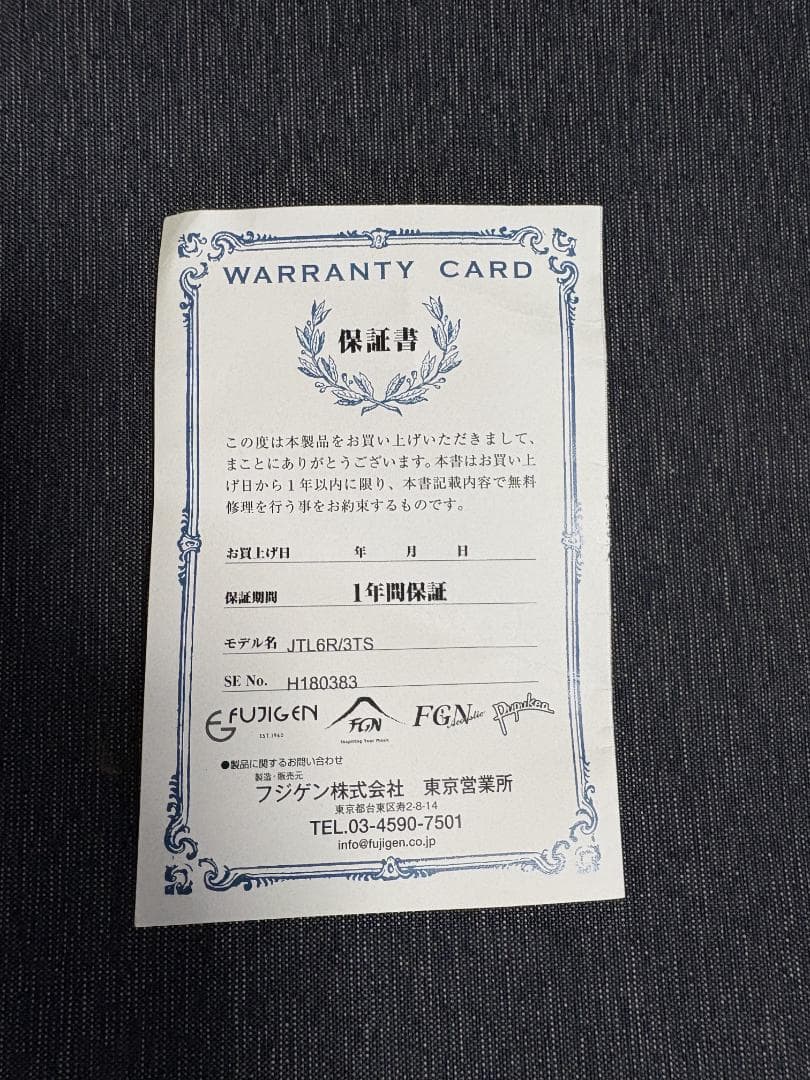 WARRANTY CARD
保証書
この度は本製品をお買い上げいただきまして、
まことにありがとうございます。本書はお買い上
げ日から1年以内に限り、本書記載内容で無料
修理を行う事をお約束するものです。
お買上げ日 年 月 日
保証期間 1年間保証
モデル名 JTL6R/3TS
SE No. H180383
FUJIGEN FGN FGN Acoustic Pupukea
EST.1960 Inspiring Your Music
●製品に関するお問い合わせ
製造・販売元
フジゲン株式会社 東京営業所
東京都台東区寿2-8-14
TEL.03-4590-7501
info@fujigen.co.jp